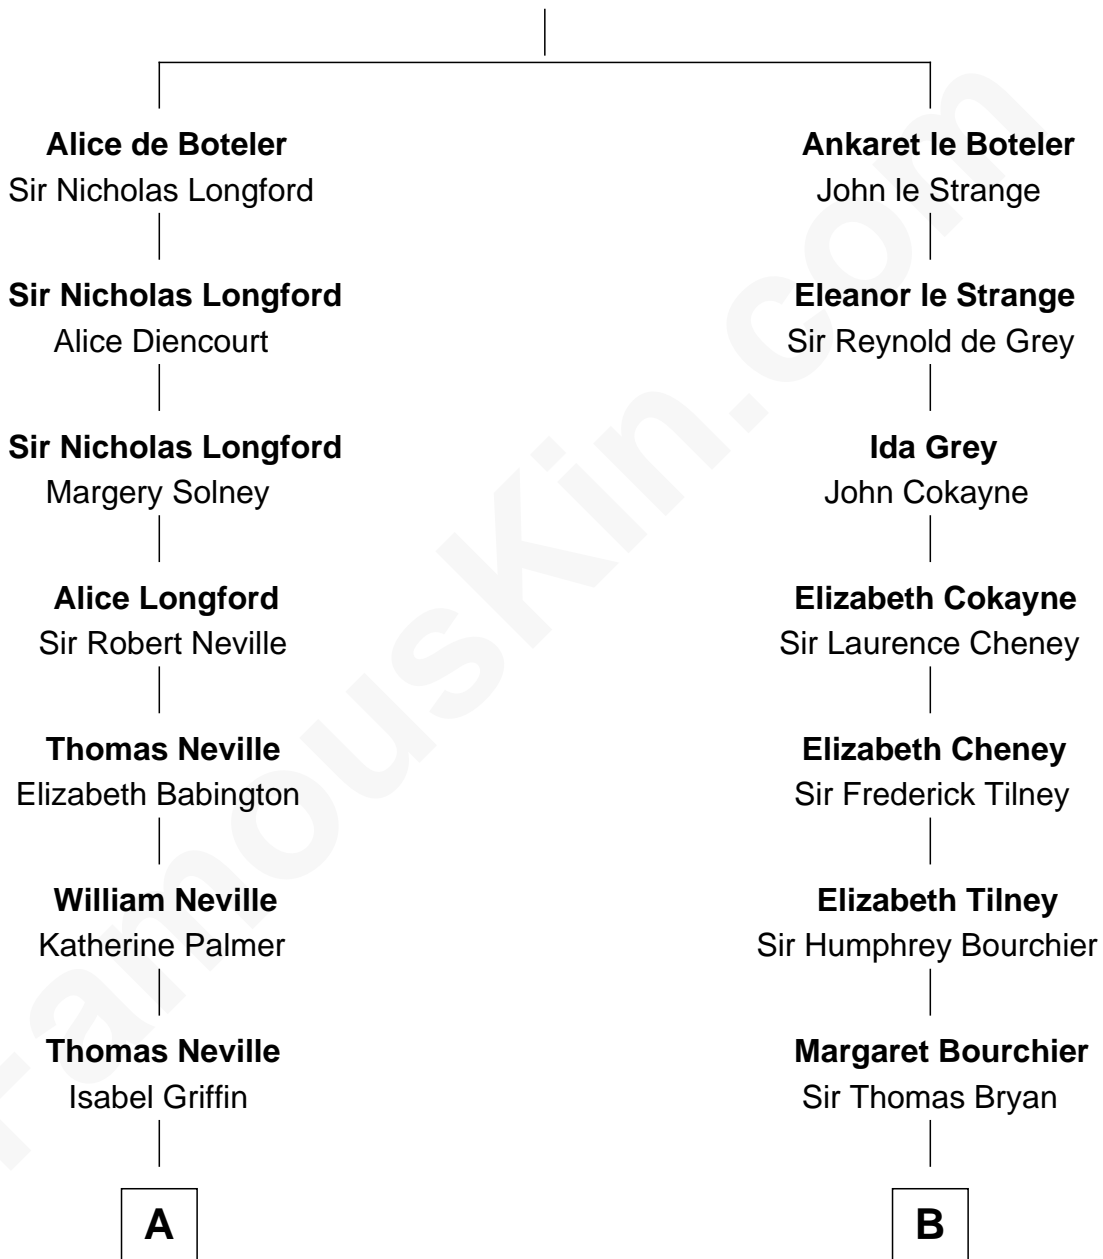 Alice de Boteler
Sir Nicholas Longford
Sir Nicholas Longford
Alice Diencourt
Sir Nicholas Longford
Margery Solney
Alice Longford
Sir Robert Neville
Thomas Neville
Elizabeth Babington
William Neville
Katherine Palmer
Thomas Neville
Isabel Griffin
A
Ankaret le Boteler
John le Strange
Eleanor le Strange
Sir Reynold de Grey
Ida Grey
John Cokayne
Elizabeth Cokayne
Sir Laurence Cheney
Elizabeth Cheney
Sir Frederick Tilney
Elizabeth Tilney
Sir Humphrey Bourchier
Margaret Bourchier
Sir Thomas Bryan
B
FamousKin.com